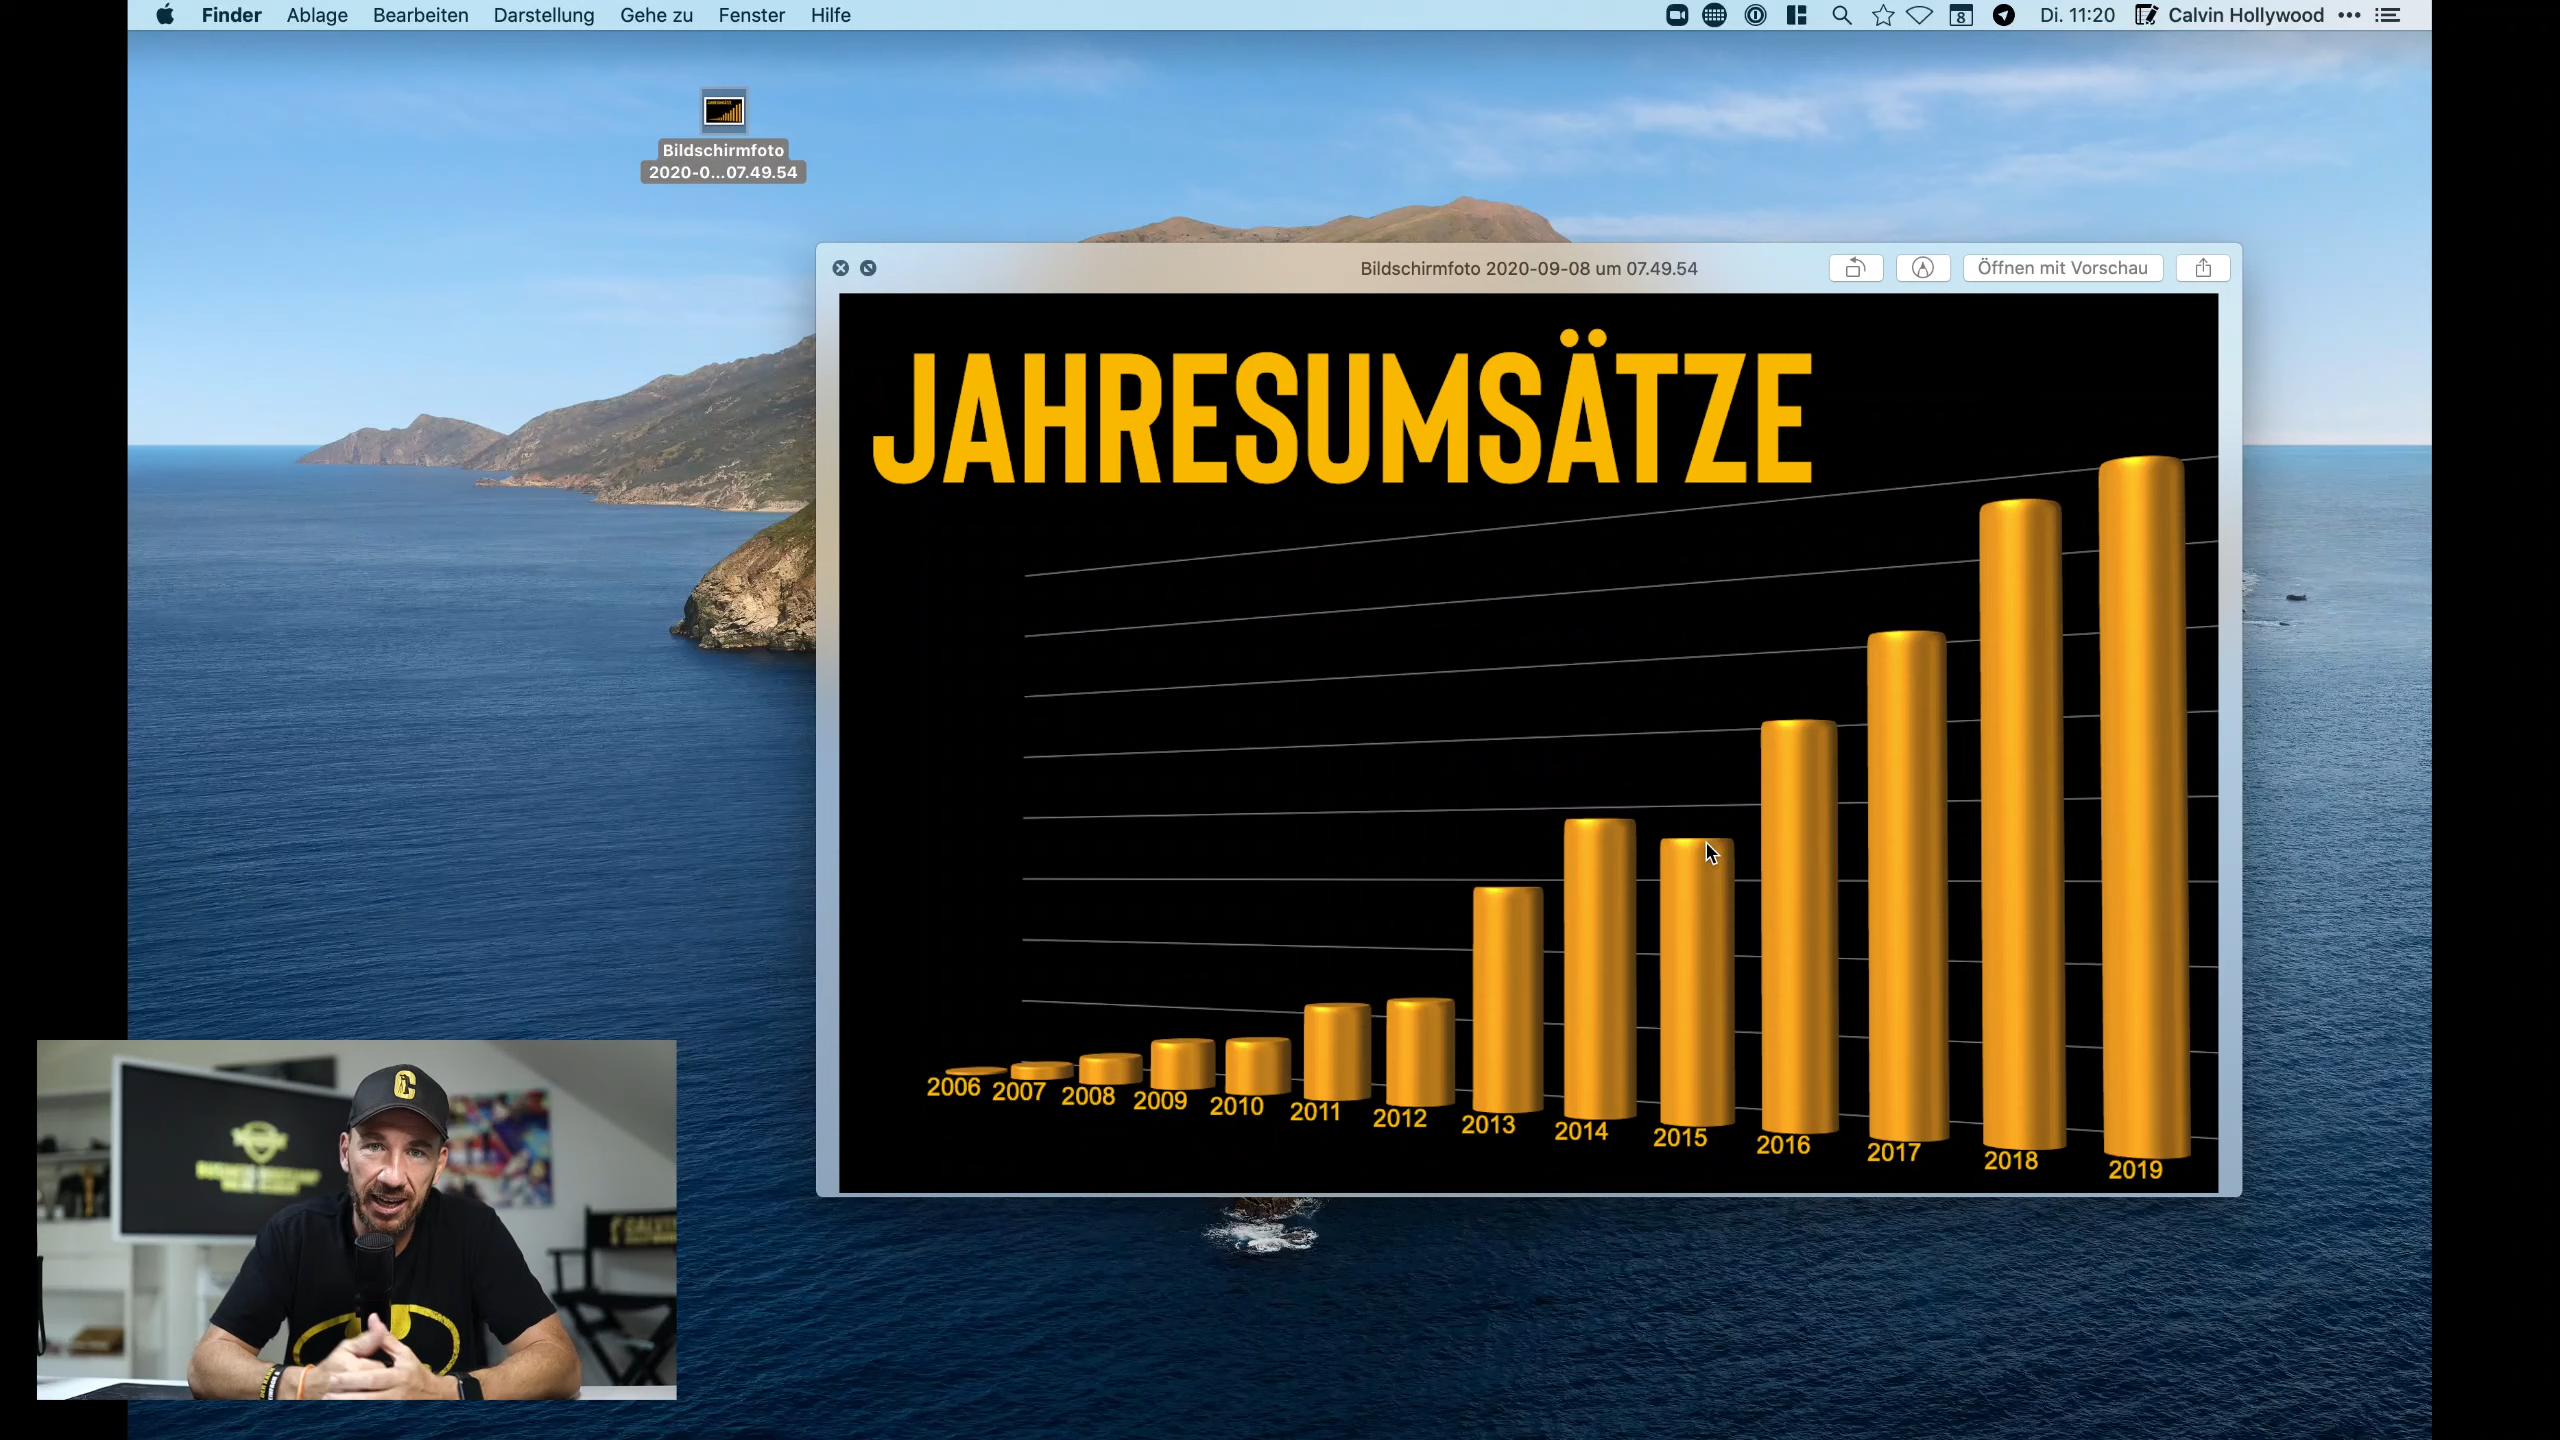 Finder Ablage Bearbeiten Darstellung Gehe zu Fenster Hilfe
8 Di. 11:20 Calvin Hollywood
Bildschirmfoto
2020-0...07.49.54
Bildschirmfoto 2020-09-08 um 07.49.54
Öffnen mit Vorschau
JAHRESUMSÄTZE
2006 2007 2008 2009 2010 2011 2012 2013 2014 2015 2016 2017 2018 2019
C